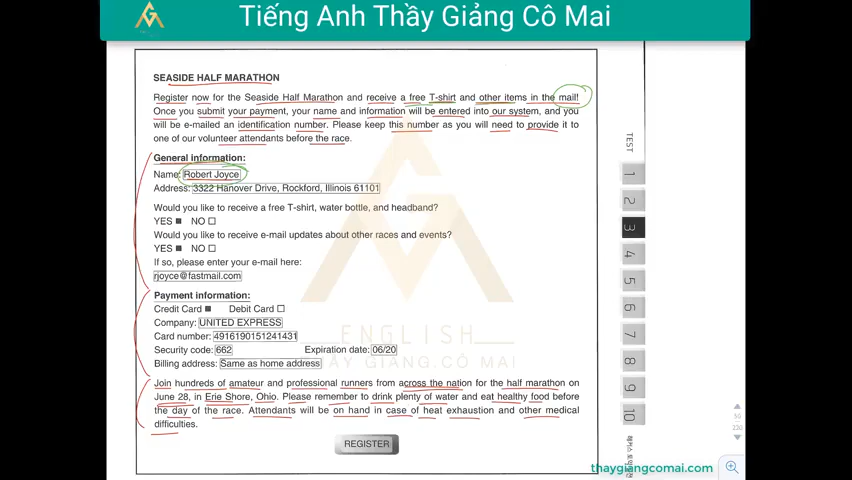 Tiếng Anh Thầy Giảng Cô Mai
SEASIDE HALF MARATHON
Register now for the Seaside Half Marathon and receive a free T-shirt and other items in the mail!
Once you submit your payment, your name and information will be entered into our system, and you
will be e-mailed an identification number. Please keep this number as you will need to provide it to
one of our volunteer attendants before the race.
General information:
Name: Robert Joyce
Address: 3322 Hanover Drive, Rockford, Illinois 61101
Would you like to receive a free T-shirt, water bottle, and headband?
YES ■ NO □
Would you like to receive e-mail updates about other races and events?
YES ■ NO □
If so, please enter your e-mail here:
rjoyce@fastmail.com
Payment information:
Credit Card ■ Debit Card □
Company: UNITED EXPRESS
Card number: 4916190151241431
Security code: 662 Expiration date: 06/20
Billing address: Same as home address
ENGLISH
THẦY GIẢNG.CÔ MAI
Join hundreds of amateur and professional runners from across the nation for the half marathon on
June 28, in Erie Shore, Ohio. Please remember to drink plenty of water and eat healthy food before
the day of the race. Attendants will be on hand in case of heat exhaustion and other medical
difficulties.
REGISTER
TEST
1
2
3
4
5
6
7
8
9
10
thaygiangcomai.com